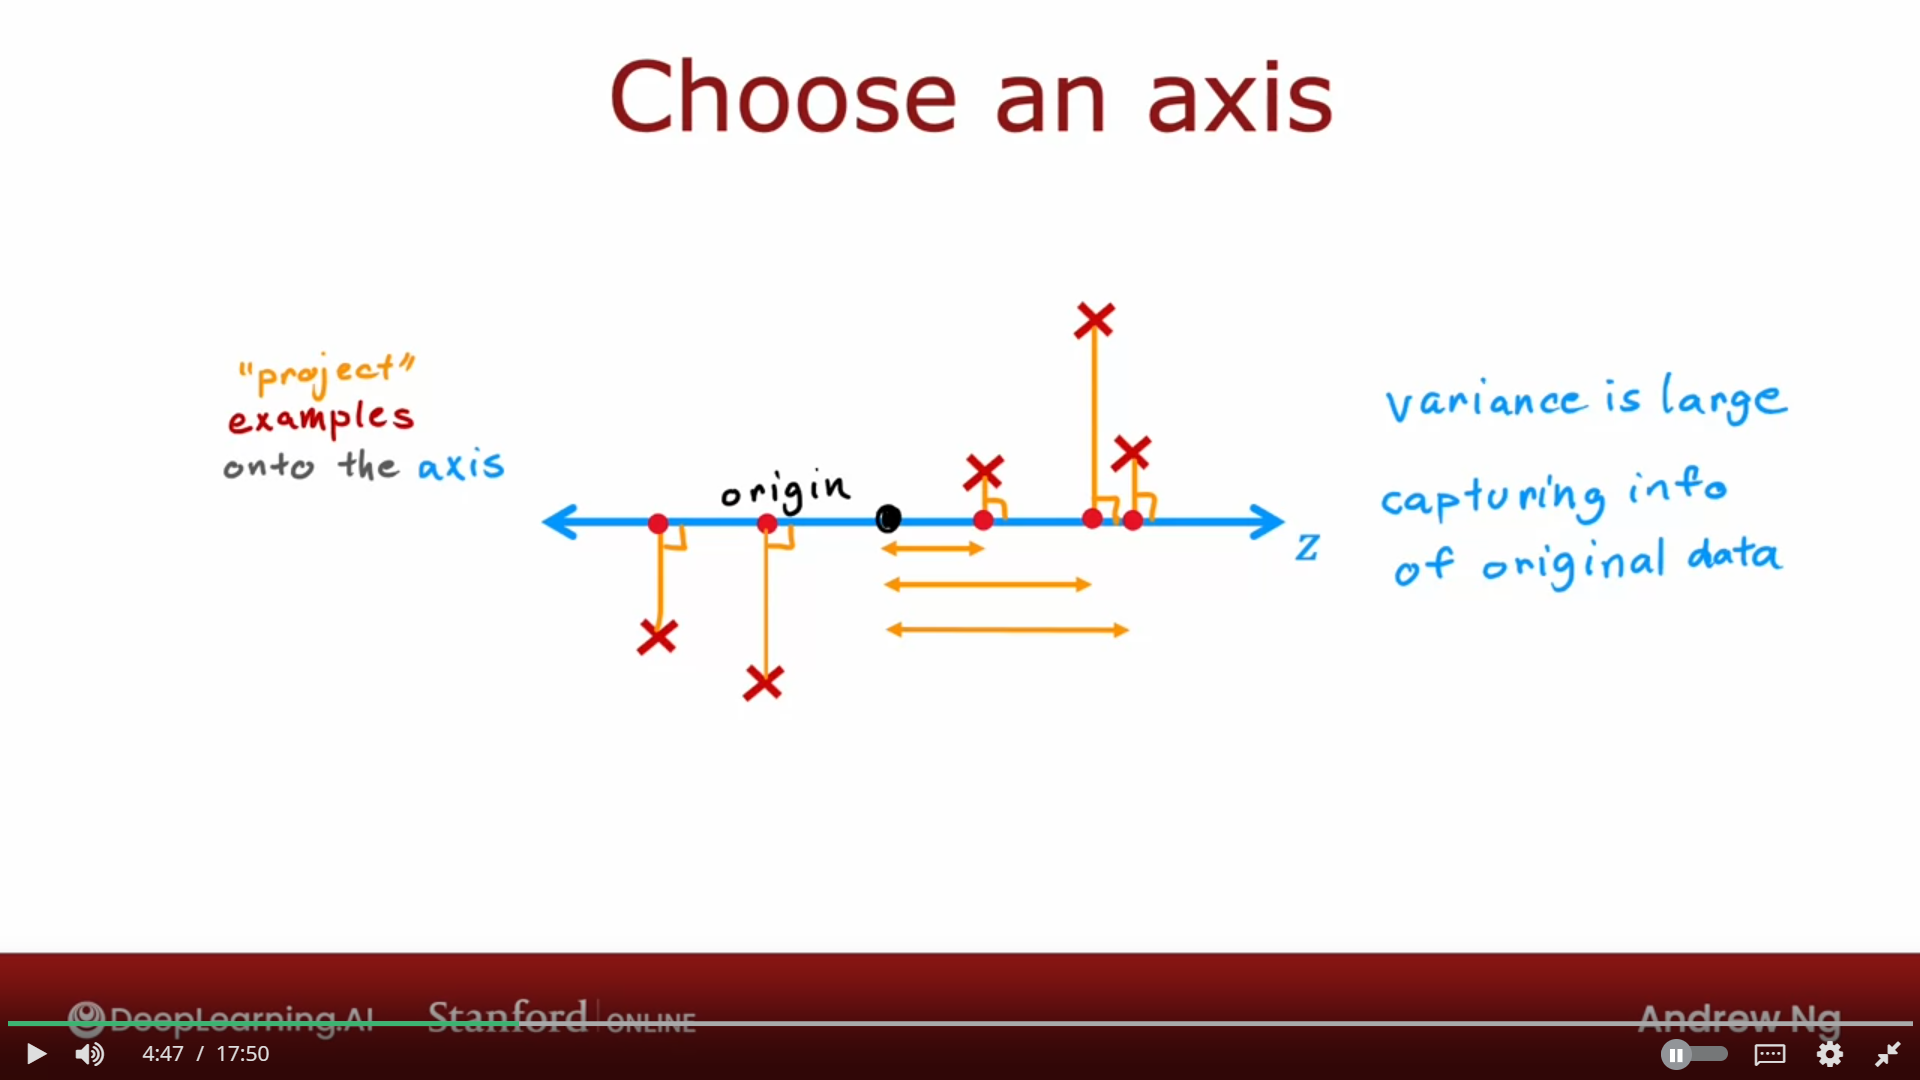 Choose an axis
"project"
examples
onto the axis
origin
z
variance is large
capturing info
of original data
DeepLearning.AI
Stanford ONLINE
Andrew Ng
4:47 / 17:50